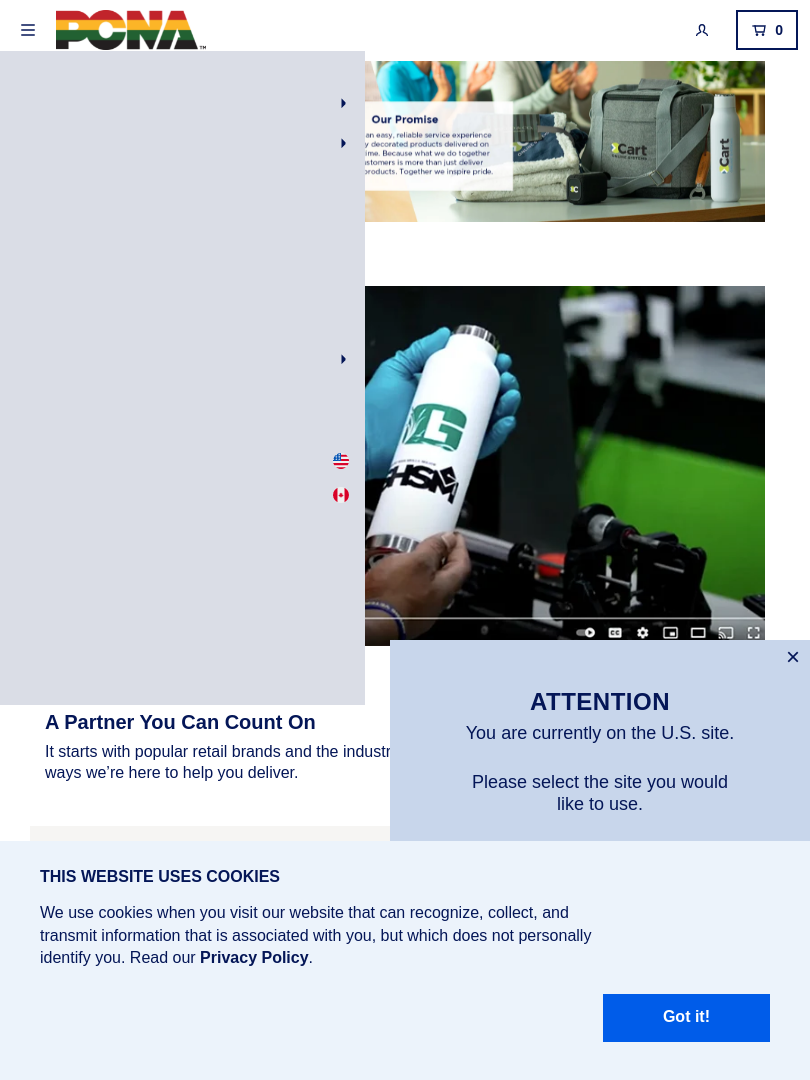 PCNA™
0
Our Promise
an easy, reliable service experience
y decorated products delivered on
ime. Because what we do together
stomers is more than just deliver
products. Together we inspire pride.
Cart
Cart
C
G
HSM
CC
A Partner You Can Count On
It starts with popular retail brands and the industr
ways we’re here to help you deliver.
×
ATTENTION
You are currently on the U.S. site.
Please select the site you would
like to use.
THIS WEBSITE USES COOKIES
We use cookies when you visit our website that can recognize, collect, and
transmit information that is associated with you, but which does not personally
identify you. Read our Privacy Policy.
Got it!